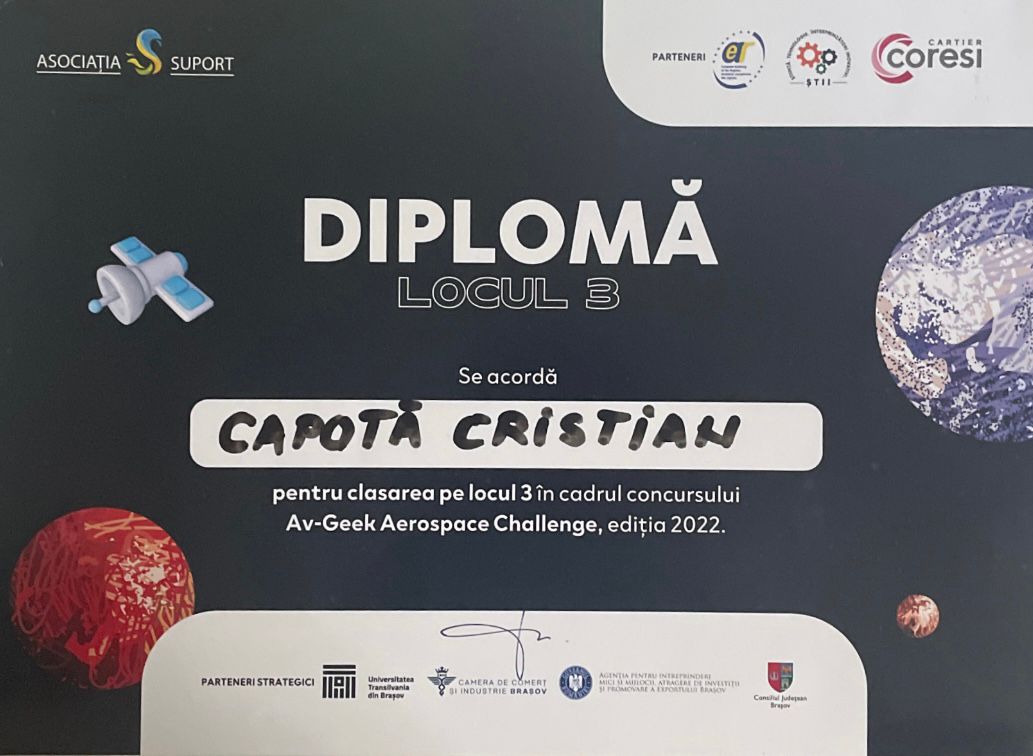 ASOCIAȚIA SUPORT
PARTENERI
er
ȘTII
CARTIER
coresi
DIPLOMĂ
LOCUL 3
Se acordă
CAPOTĂ CRISTIAN
pentru clasarea pe locul 3 în cadrul concursului
Av-Geek Aerospace Challenge, ediția 2022.
PARTENERI STRATEGICI
Universitatea
Transilvania
din Brașov
CAMERA DE COMERȚ
ȘI INDUSTRIE BRAȘOV
AGENȚIA PENTRU ÎNTREPRINDERI
MICI ȘI MIJLOCII, ATRAGERE DE INVESTIȚII
ȘI PROMOVARE A EXPORTULUI BRAȘOV
Consiliul Județean
Brașov